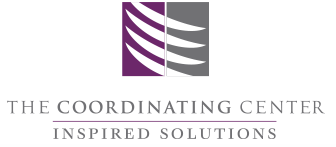 THE COORDINATING CENTER
INSPIRED SOLUTIONS